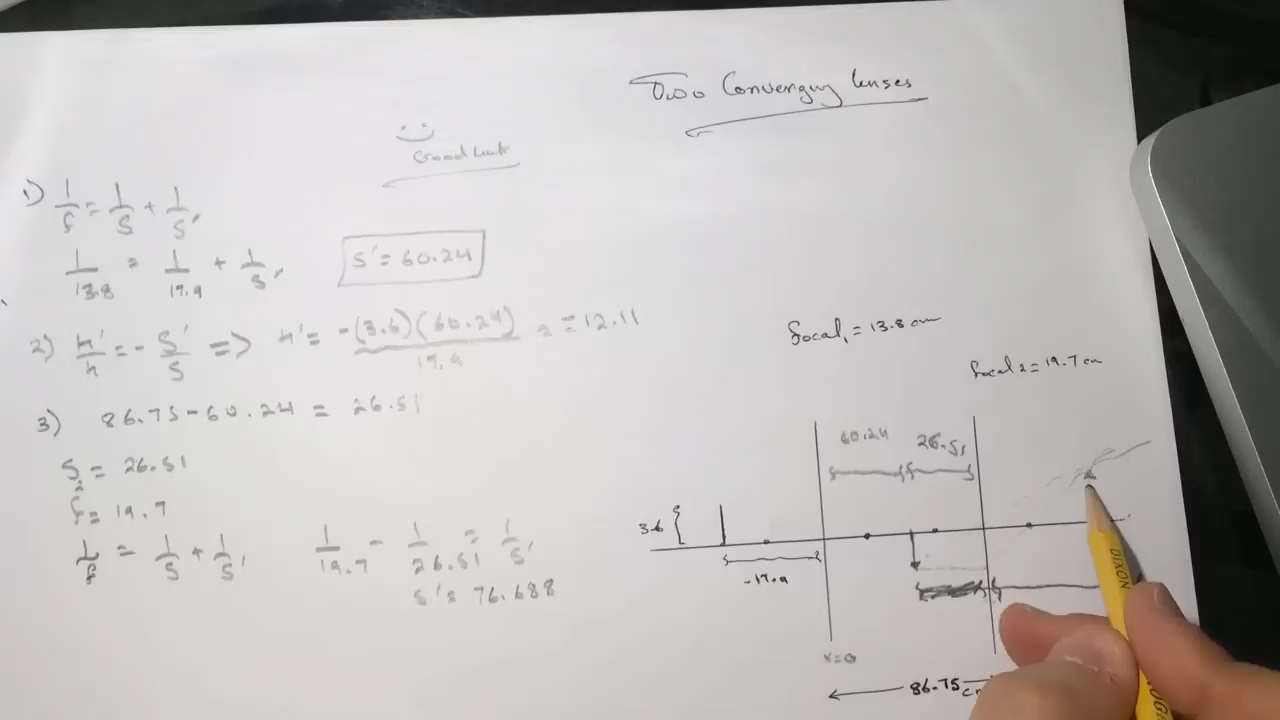 Two Converging lenses
Good Luck
1) 1/f = 1/S + 1/S'
1/13.8 = 1/17.9 + 1/S'
S' = 60.24
2) h'/h = - S'/S => h' = -(3.6)(60.24)/17.9 = = 12.11
3) 86.75 - 60.24 = 26.51
S2 = 26.51
f = 19.7
= 1/S + 1/S'
1/19.7 - 1/26.51 = 1/S'
S' = 76.688
focal1 = 13.8 cm
focal2 = 19.7 cm
60.24
26.51
3.6
-17.9
x=0
86.75 cm
DIXON